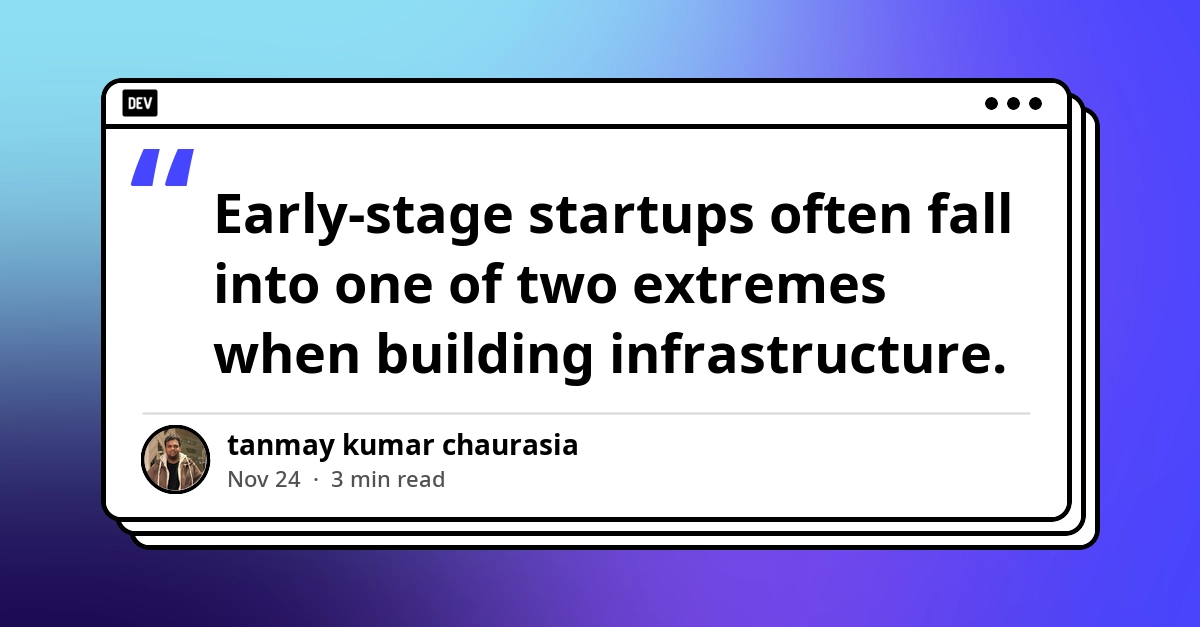 DEV
“
Early-stage startups often fall
into one of two extremes
when building infrastructure.
tanmay kumar chaurasia
Nov 24 · 3 min read